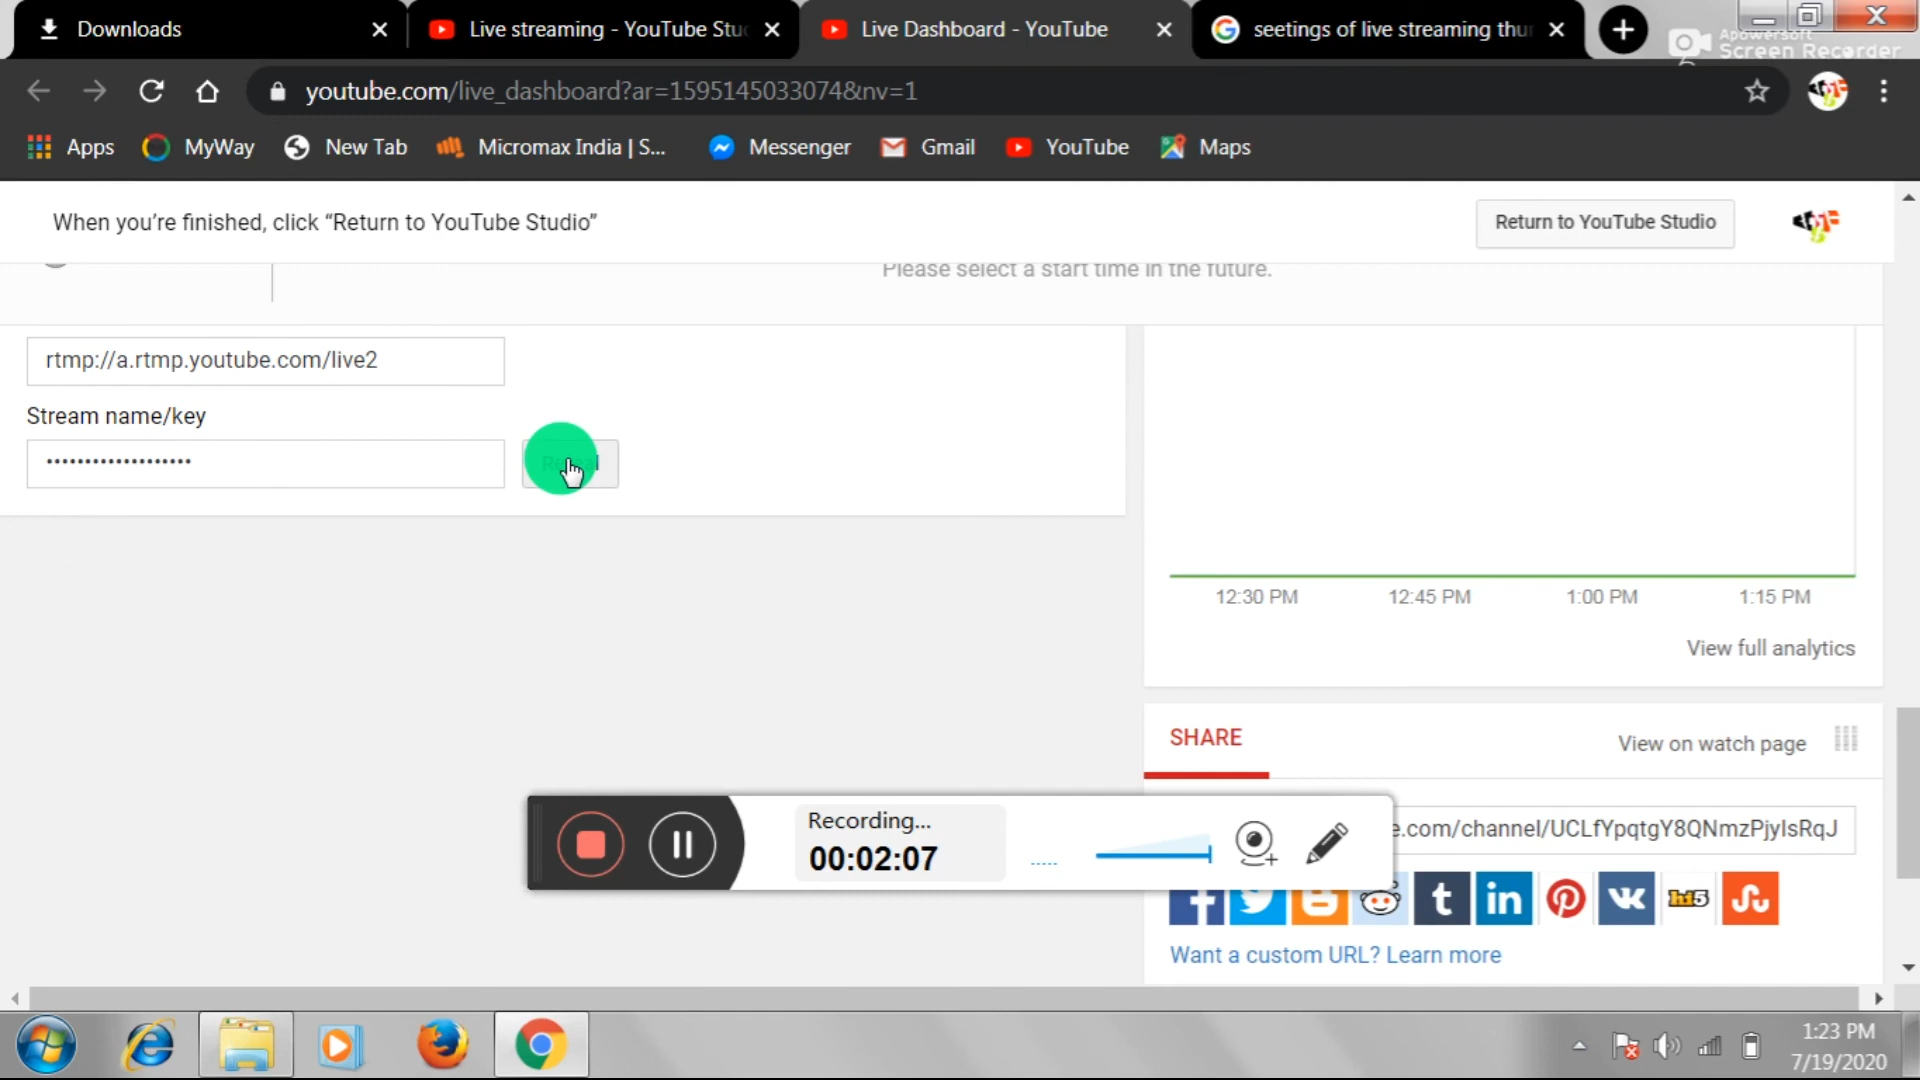 Downloads
Live streaming - YouTube Stu
Live Dashboard - YouTube
seetings of live streaming thu
Apowersoft
Screen Recorder
youtube.com/live_dashboard?ar=1595145033074&nv=1
Apps
MyWay
New Tab
Micromax India | S...
Messenger
Gmail
YouTube
Maps
When you're finished, click “Return to YouTube Studio”
Return to YouTube Studio
Please select a start time in the future.
rtmp://a.rtmp.youtube.com/live2
Stream name/key
•••••••••••••••••••
Reveal
12:30 PM
12:45 PM
1:00 PM
1:15 PM
View full analytics
SHARE
View on watch page
Recording...
00:02:07
e.com/channel/UCLfYpqtgY8QNmzPjyIsRqJ
hi5
Want a custom URL? Learn more
1:23 PM
7/19/2020